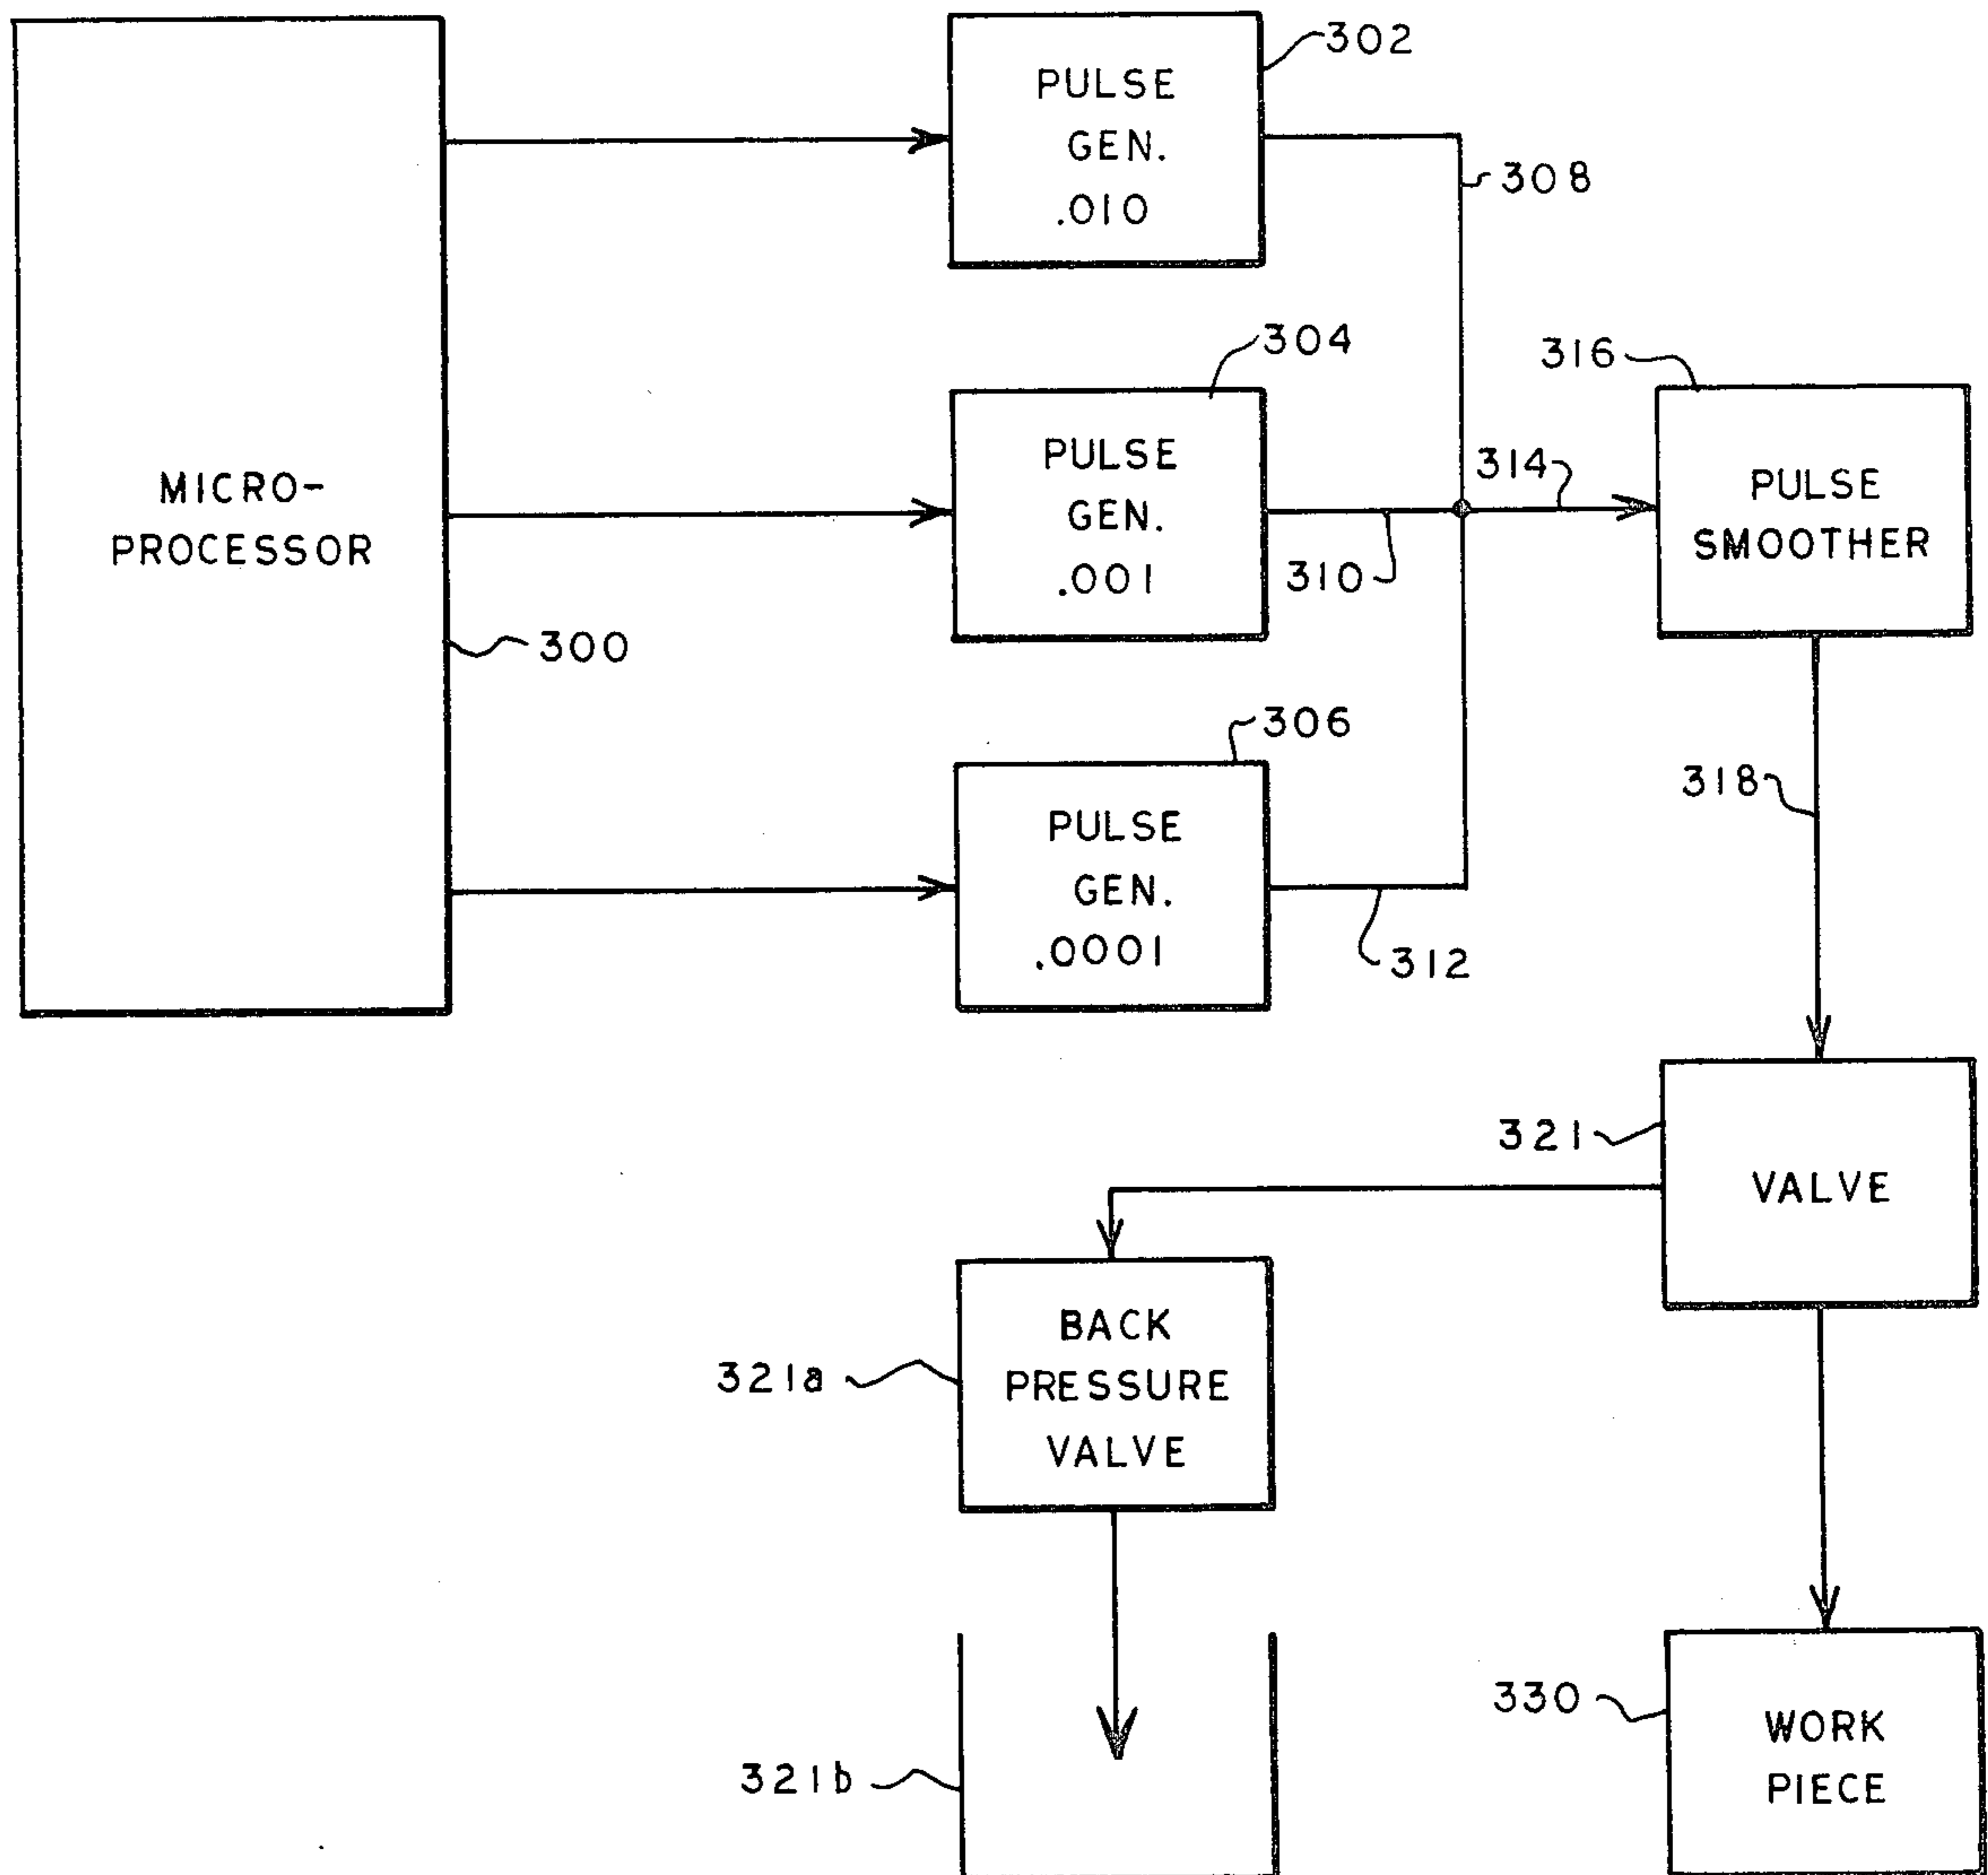 302
PULSE
GEN.
.010
308
304
316
PULSE
GEN.
.001
314
PULSE
SMOOTHER
MICRO-
PROCESSOR
310
300
306
318
PULSE
GEN.
.0001
312
321
VALVE
BACK
PRESSURE
VALVE
321a
330
WORK
PIECE
321b